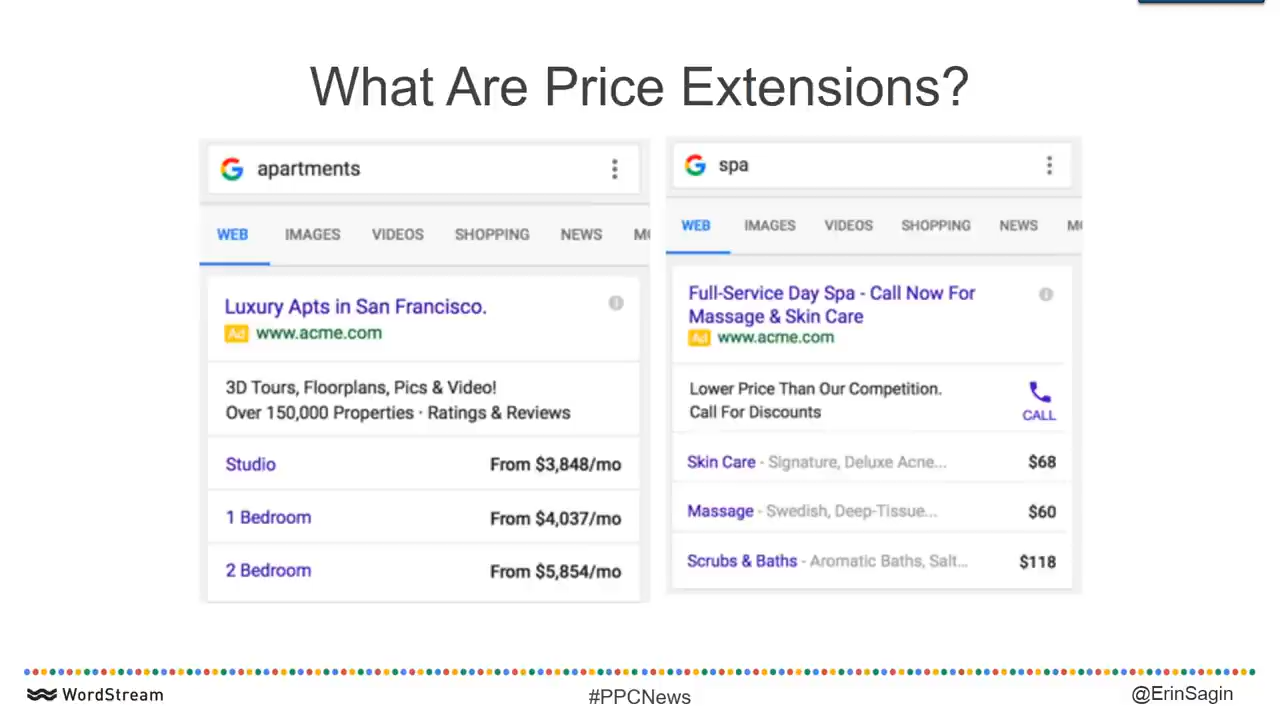 What Are Price Extensions?
apartments
WEB IMAGES VIDEOS SHOPPING NEWS
Luxury Apts in San Francisco.
Ad www.acme.com
3D Tours, Floorplans, Pics & Video!
Over 150,000 Properties · Ratings & Reviews
Studio From $3,848/mo
1 Bedroom From $4,037/mo
2 Bedroom From $5,854/mo
spa
WEB IMAGES VIDEOS SHOPPING NEWS
Full-Service Day Spa - Call Now For
Massage & Skin Care
Ad www.acme.com
Lower Price Than Our Competition.
Call For Discounts
CALL
Skin Care - Signature, Deluxe Acne... $68
Massage - Swedish, Deep-Tissue... $60
Scrubs & Baths - Aromatic Baths, Salt... $118
WordStream
#PPCNews
@ErinSagin